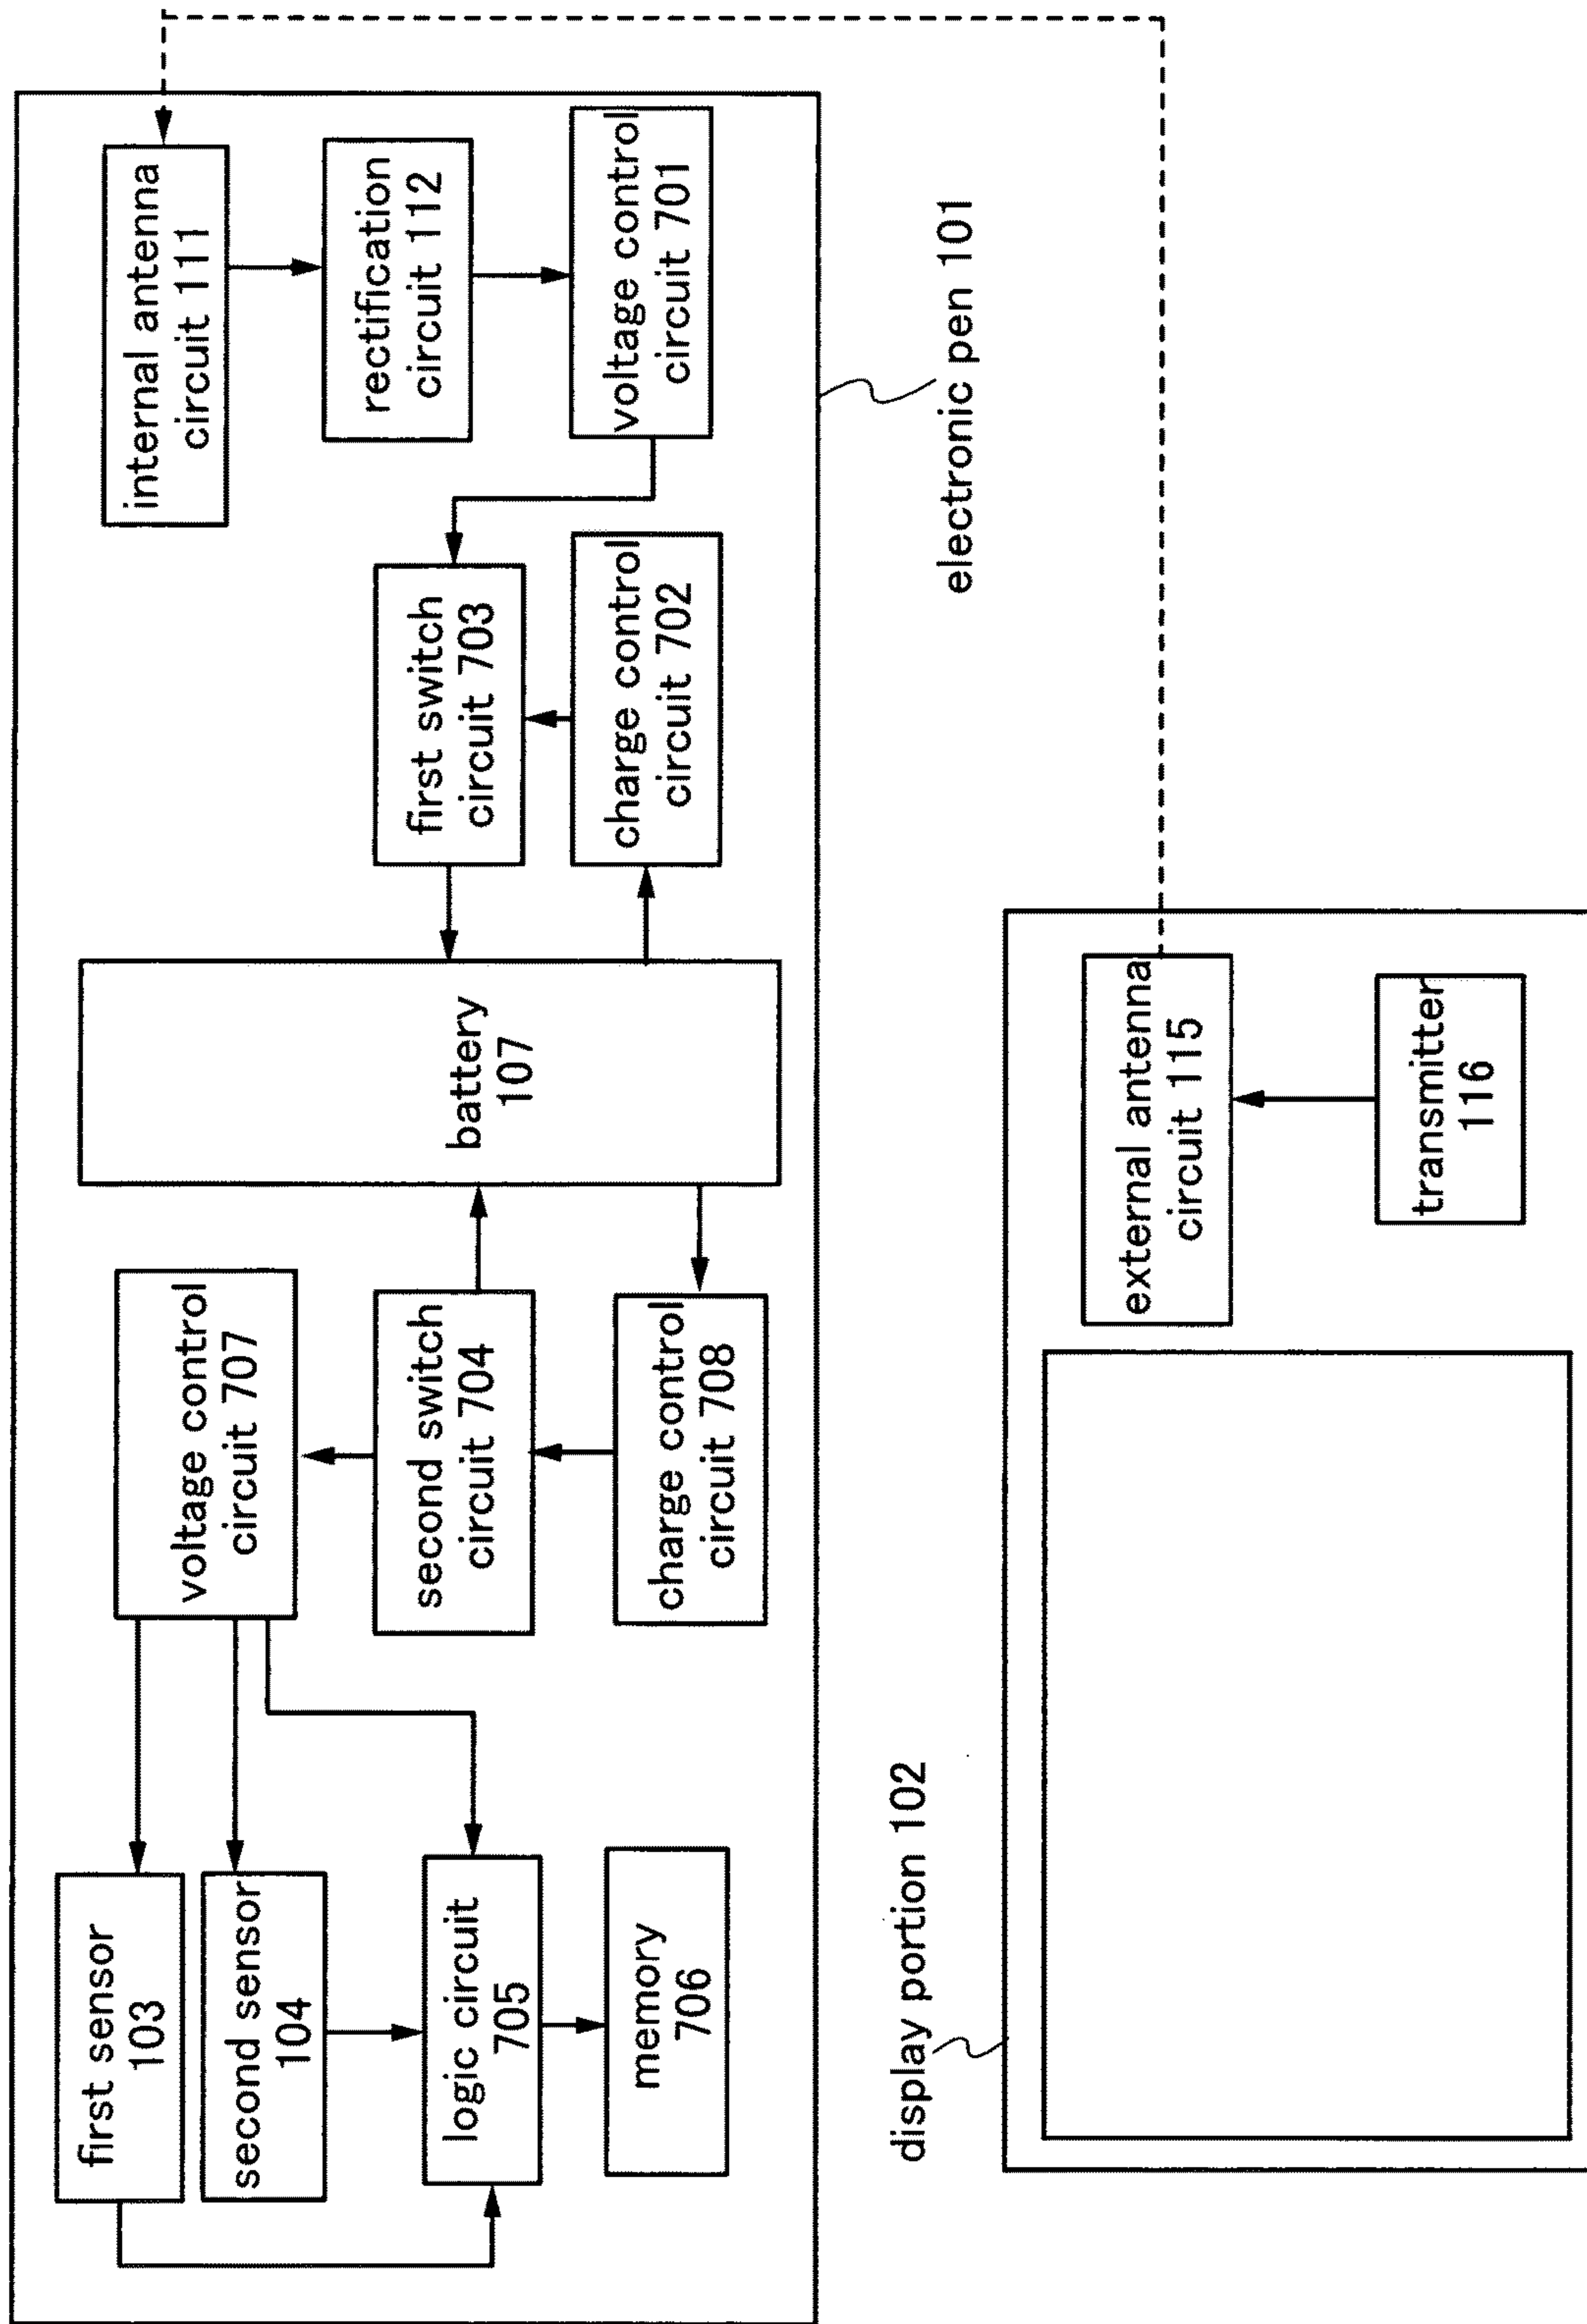 first sensor
103
second sensor
104
logic circuit
705
memory
706
voltage control
circuit 707
second switch
circuit 704
charge control
circuit 708
battery
107
first switch
circuit 703
charge control
circuit 702
internal antenna
circuit 111
rectification
circuit 112
voltage control
circuit 701
electronic pen 101
display portion 102
external antenna
circuit 115
transmitter
116